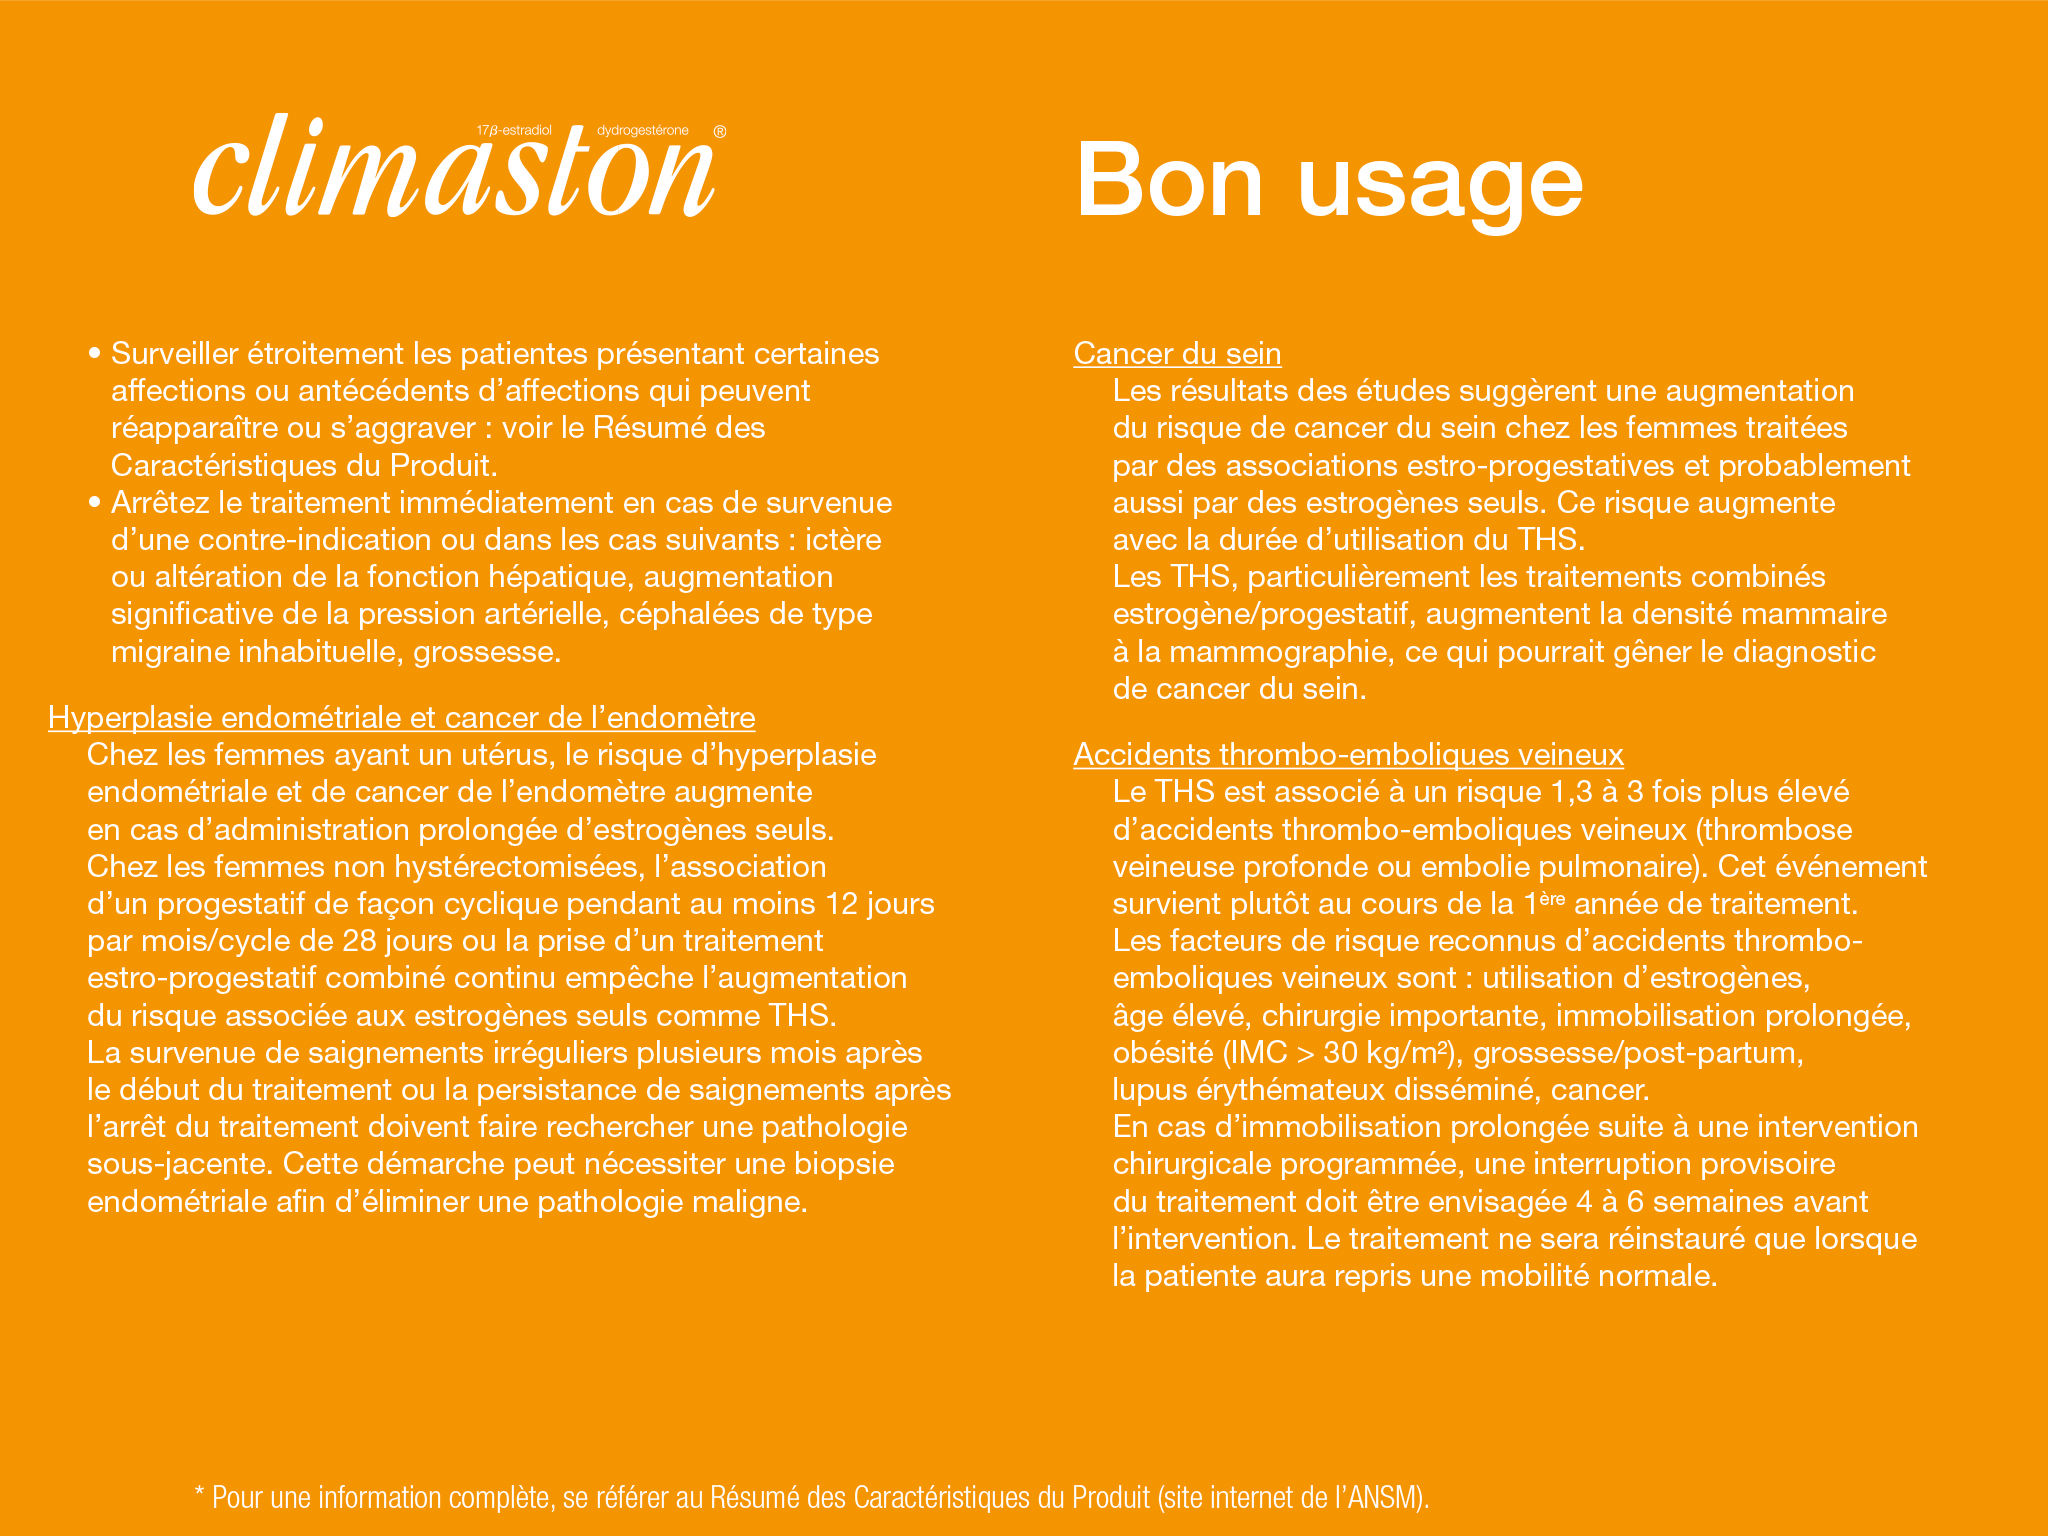 climaston®
17β-estradiol dydrogestérone
Bon usage
• Surveiller étroitement les patientes présentant certaines
affections ou antécédents d’affections qui peuvent
réapparaître ou s’aggraver : voir le Résumé des
Caractéristiques du Produit.
• Arrêtez le traitement immédiatement en cas de survenue
d’une contre-indication ou dans les cas suivants : ictère
ou altération de la fonction hépatique, augmentation
significative de la pression artérielle, céphalées de type
migraine inhabituelle, grossesse.
Hyperplasie endométriale et cancer de l’endomètre
Chez les femmes ayant un utérus, le risque d’hyperplasie
endométriale et de cancer de l’endomètre augmente
en cas d’administration prolongée d’estrogènes seuls.
Chez les femmes non hystérectomisées, l’association
d’un progestatif de façon cyclique pendant au moins 12 jours
par mois/cycle de 28 jours ou la prise d’un traitement
estro-progestatif combiné continu empêche l’augmentation
du risque associée aux estrogènes seuls comme THS.
La survenue de saignements irréguliers plusieurs mois après
le début du traitement ou la persistance de saignements après
l’arrêt du traitement doivent faire rechercher une pathologie
sous-jacente. Cette démarche peut nécessiter une biopsie
endométriale afin d’éliminer une pathologie maligne.
Cancer du sein
Les résultats des études suggèrent une augmentation
du risque de cancer du sein chez les femmes traitées
par des associations estro-progestatives et probablement
aussi par des estrogènes seuls. Ce risque augmente
avec la durée d’utilisation du THS.
Les THS, particulièrement les traitements combinés
estrogène/progestatif, augmentent la densité mammaire
à la mammographie, ce qui pourrait gêner le diagnostic
de cancer du sein.
Accidents thrombo-emboliques veineux
Le THS est associé à un risque 1,3 à 3 fois plus élevé
d’accidents thrombo-emboliques veineux (thrombose
veineuse profonde ou embolie pulmonaire). Cet événement
survient plutôt au cours de la 1ère année de traitement.
Les facteurs de risque reconnus d’accidents thrombo-
emboliques veineux sont : utilisation d’estrogènes,
âge élevé, chirurgie importante, immobilisation prolongée,
obésité (IMC > 30 kg/m²), grossesse/post-partum,
lupus érythémateux disséminé, cancer.
En cas d’immobilisation prolongée suite à une intervention
chirurgicale programmée, une interruption provisoire
du traitement doit être envisagée 4 à 6 semaines avant
l’intervention. Le traitement ne sera réinstauré que lorsque
la patiente aura repris une mobilité normale.
* Pour une information complète, se référer au Résumé des Caractéristiques du Produit (site internet de l’ANSM).